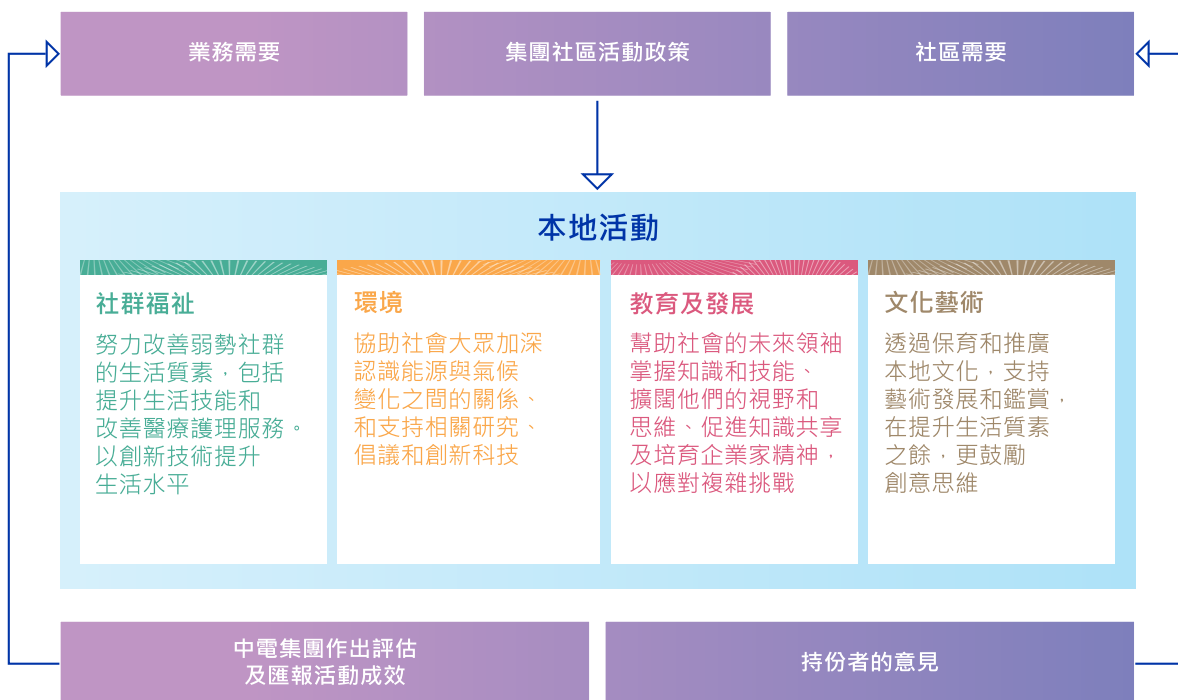 業務需要
集團社區活動政策
社區需要
本地活動
社群福祉
努力改善弱勢社群
的生活質素，包括
提升生活技能和
改善醫療護理服務。
以創新技術提升
生活水平
環境
協助社會大眾加深
認識能源與氣候
變化之間的關係、
和支持相關研究、
倡議和創新科技
教育及發展
幫助社會的未來領袖
掌握知識和技能、
擴闊他們的視野和
思維、促進知識共享
及培育企業家精神，
以應對複雜挑戰
文化藝術
透過保育和推廣
本地文化，支持
藝術發展和鑑賞，
在提升生活質素
之餘，更鼓勵
創意思維
中電集團作出評估
及匯報活動成效
持份者的意見